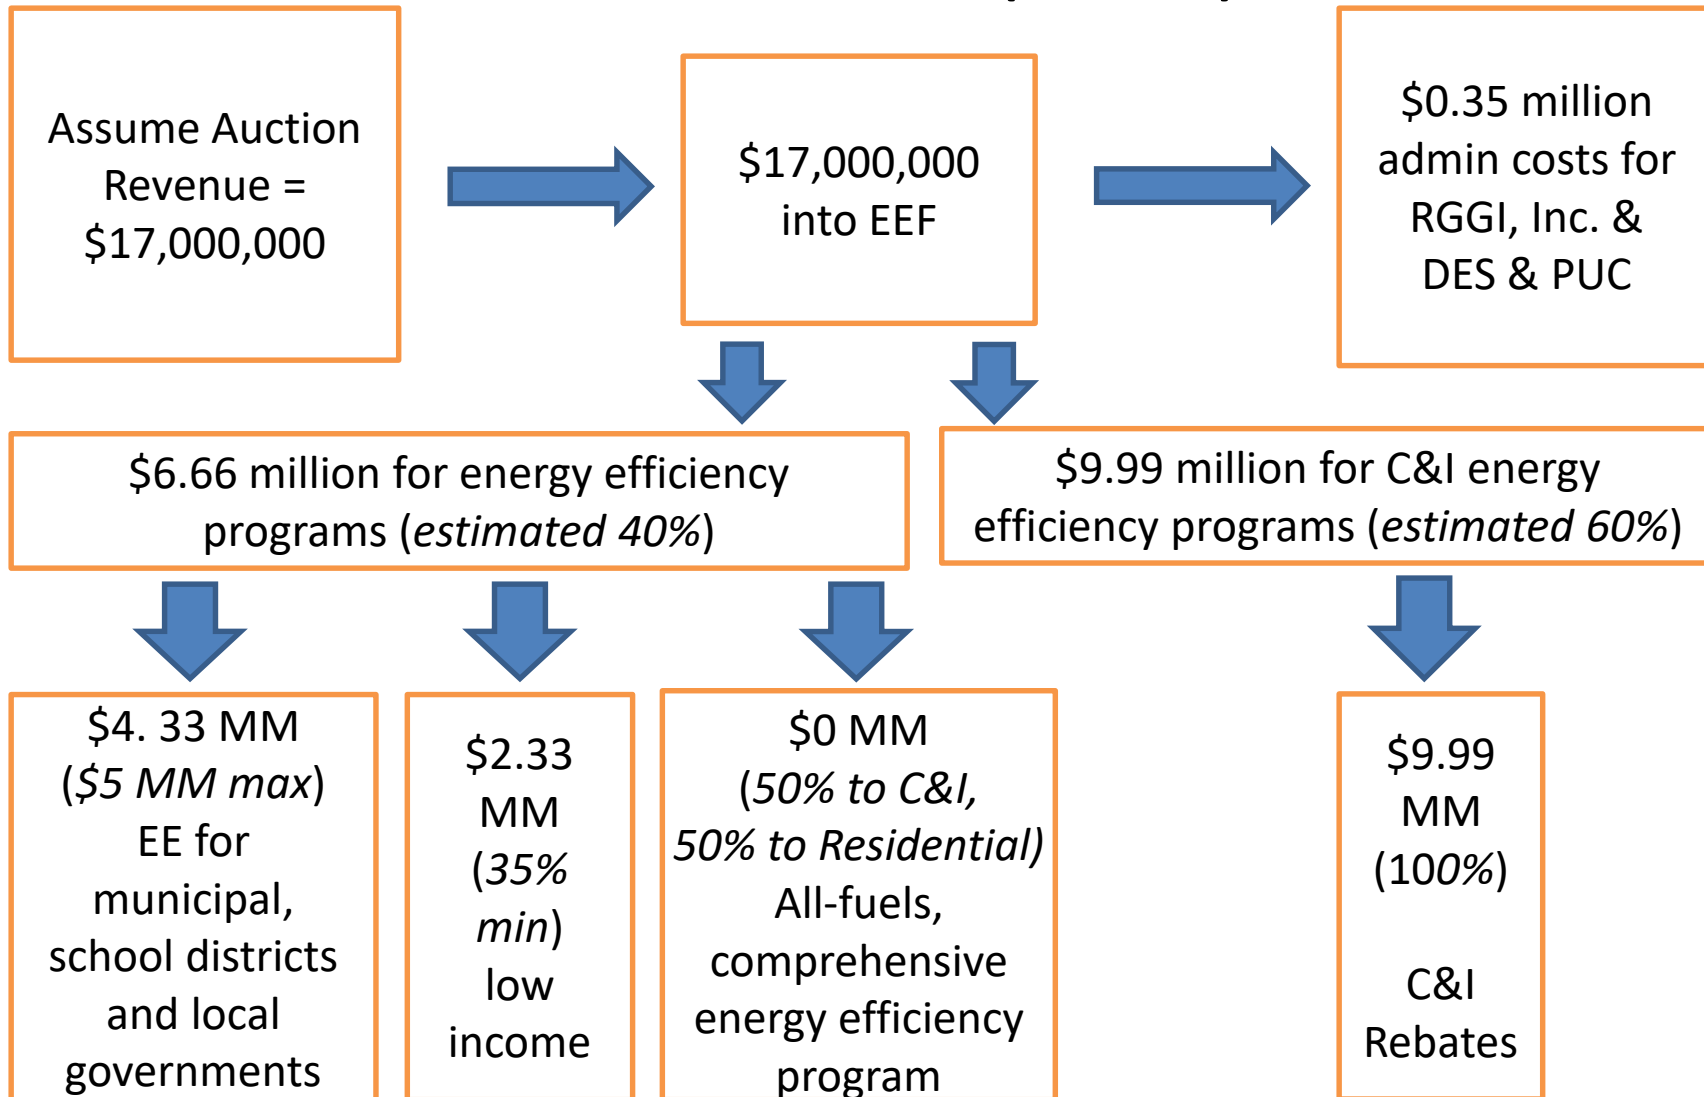 Assume Auction
Revenue =
$17,000,000
$17,000,000
into EEF
$0.35 million
admin costs for
RGGI, Inc. &
DES & PUC
$6.66 million for energy efficiency
programs (estimated 40%)
$9.99 million for C&I energy
efficiency programs (estimated 60%)
$4. 33 MM
($5 MM max)
EE for
municipal,
school districts
and local
governments
$2.33
MM
(35%
min)
low
income
$0 MM
(50% to C&I,
50% to Residential)
All-fuels,
comprehensive
energy efficiency
program
$9.99
MM
(100%)
C&I
Rebates